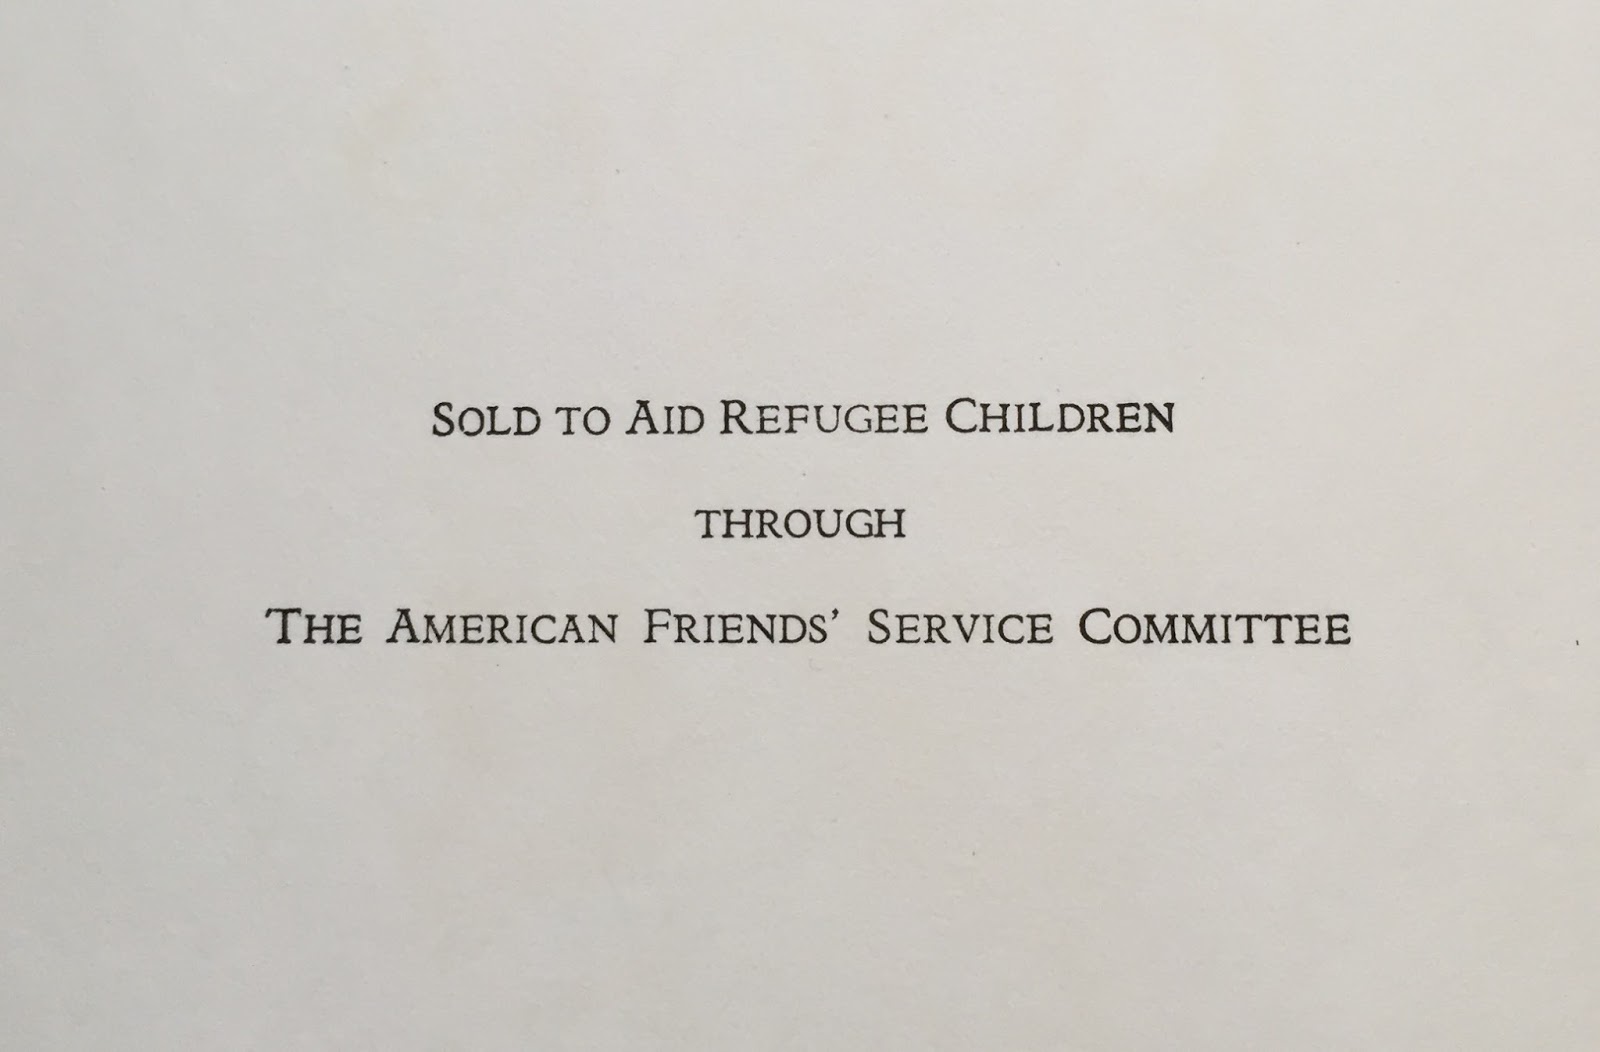 SOLD TO AID REFUGEE CHILDREN
THROUGH
THE AMERICAN FRIENDS' SERVICE COMMITTEE